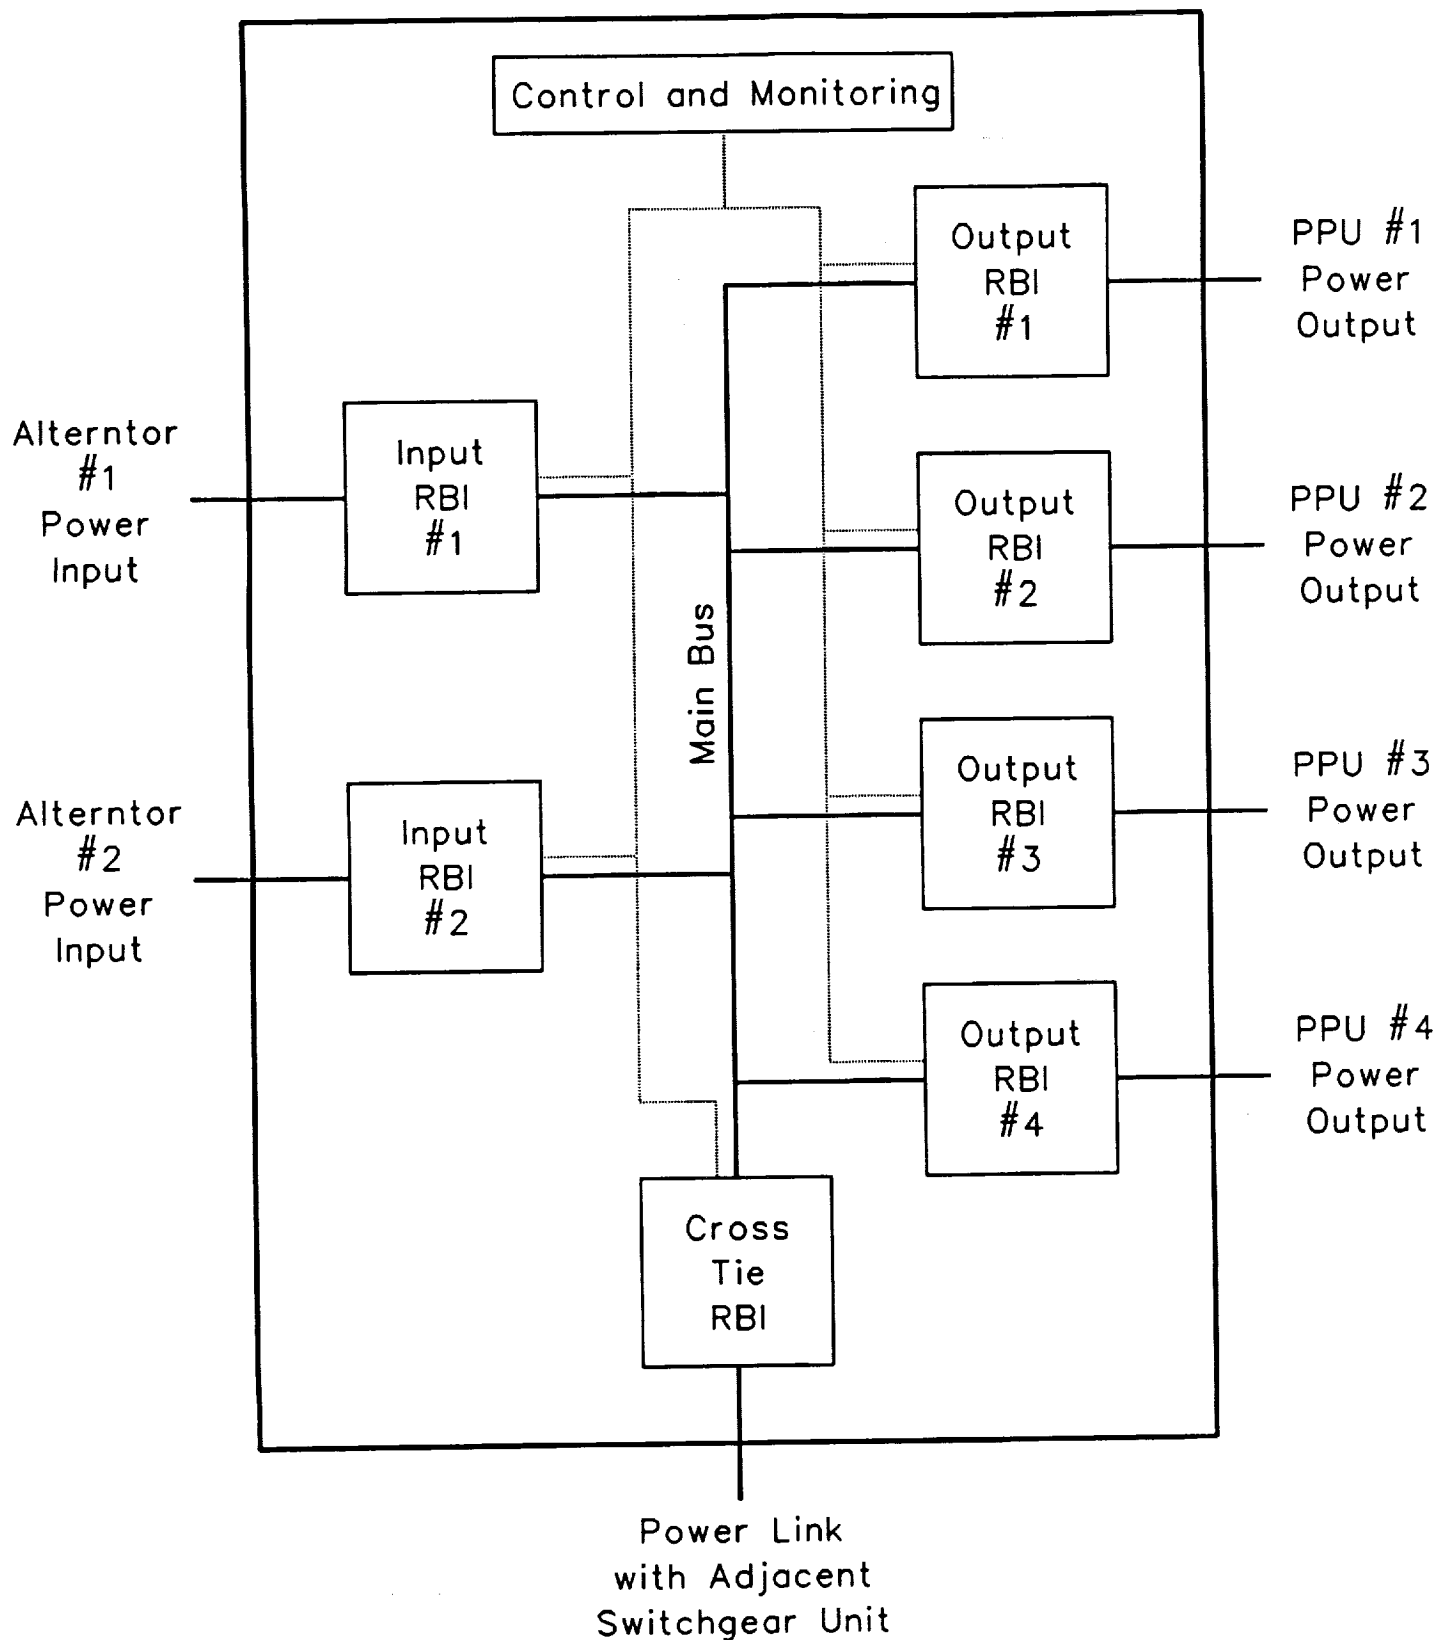 Control and Monitoring
Output
RBI
#1
PPU #1
Power
Output
Alterntor
#1
Power
Input
Input
RBI
#1
Output
RBI
#2
PPU #2
Power
Output
Main Bus
Output
RBI
#3
PPU #3
Power
Output
Alterntor
#2
Power
Input
Input
RBI
#2
Output
RBI
#4
PPU #4
Power
Output
Cross
Tie
RBI
Power Link
with Adjacent
Switchgear Unit